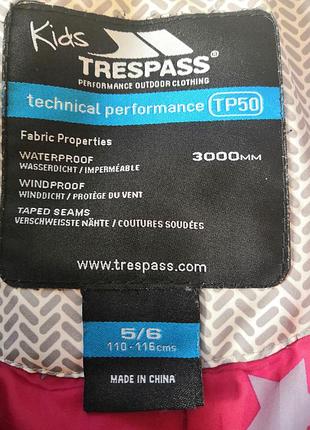 Kids
TRESPASS
PERFORMANCE OUTDOOR CLOTHING
technical performance TP50
Fabric Properties
WATERPROOF 3000MM
WASSERDICHT / IMPERMÉABLE
WINDPROOF
WINDDICHT / PROTÈGE DU VENT
TAPED SEAMS
VERSCHWEISSTE NÄHTE / COUTURES SOUDÉES
www.trespass.com
5/6
110-116cms
MADE IN CHINA